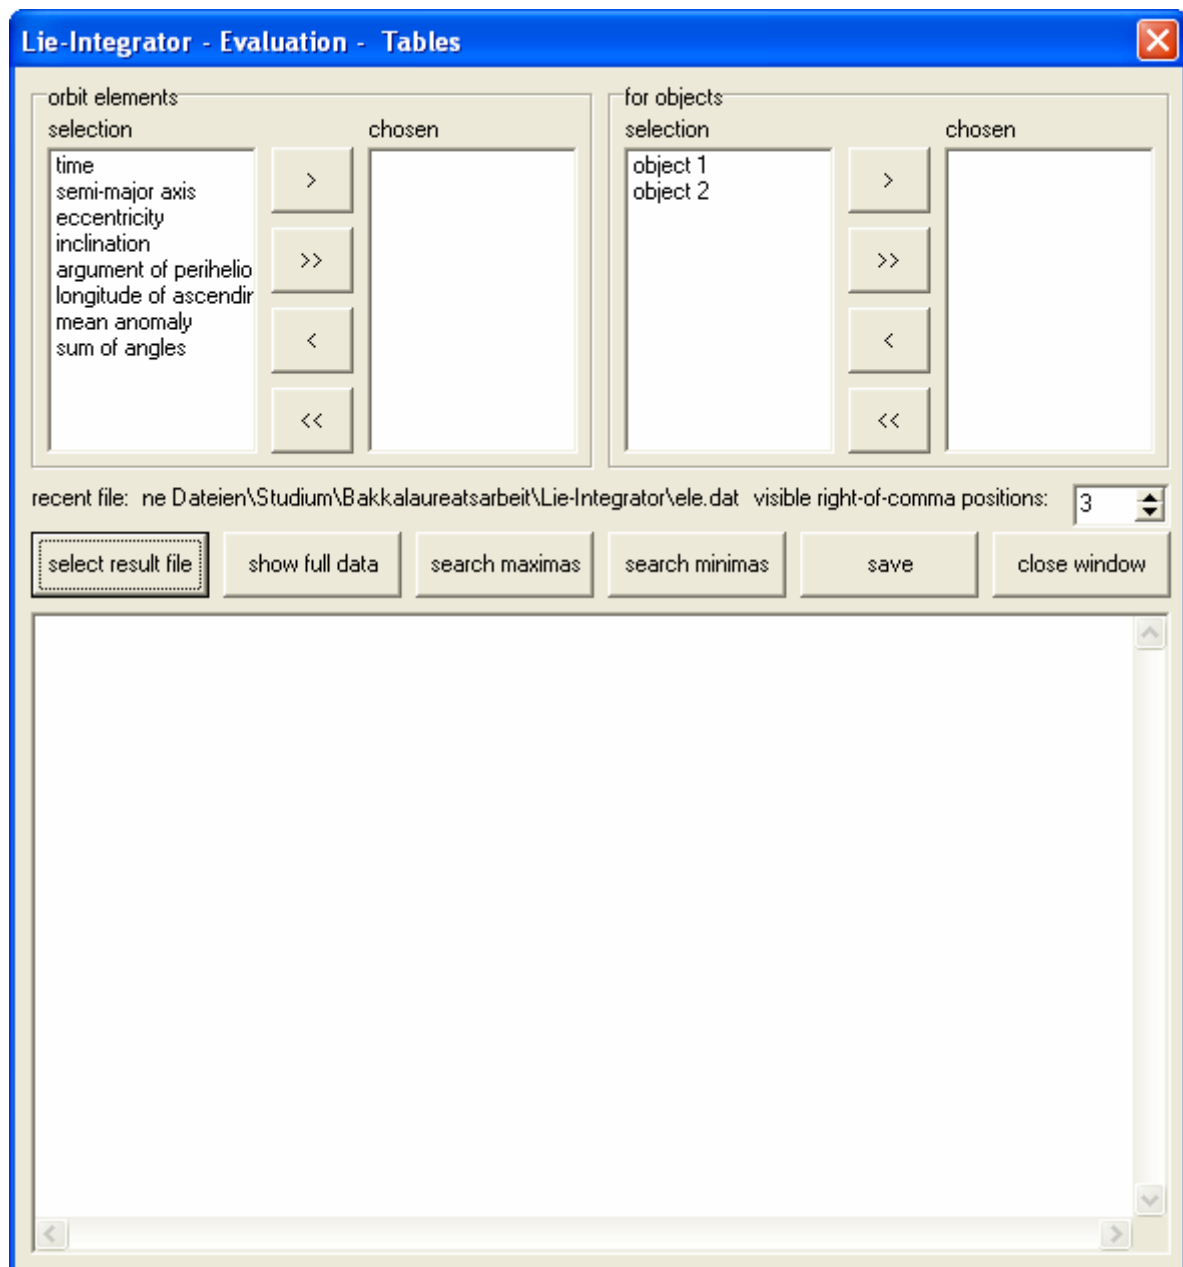 Lie-Integrator - Evaluation - Tables
orbit elements
selection
chosen
time
semi-major axis
eccentricity
inclination
argument of perihelio
longitude of ascendir
mean anomaly
sum of angles
>
>>
<
<<
for objects
selection
chosen
object 1
object 2
>
>>
<
<<
recent file: ne Dateien\Studium\Bakkalaureatsarbeit\Lie-Integrator\ele.dat visible right-of-comma positions: 3
select result file show full data search maximas search minimas save close window